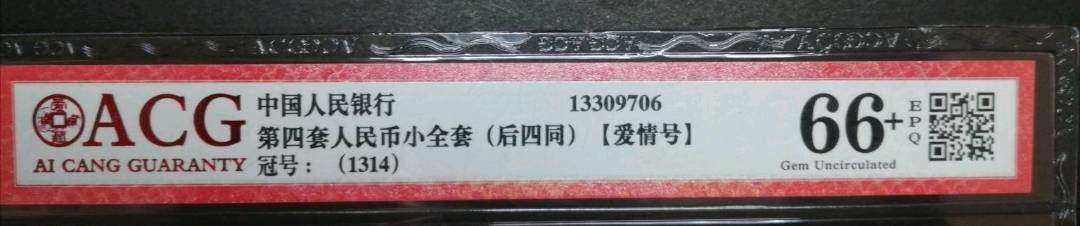 ACG
AI CANG GUARANTY
中国人民银行 13309706
第四套人民币小全套（后四同）【爱情号】
冠号：（1314）
66+
EPQ
Gem Uncirculated